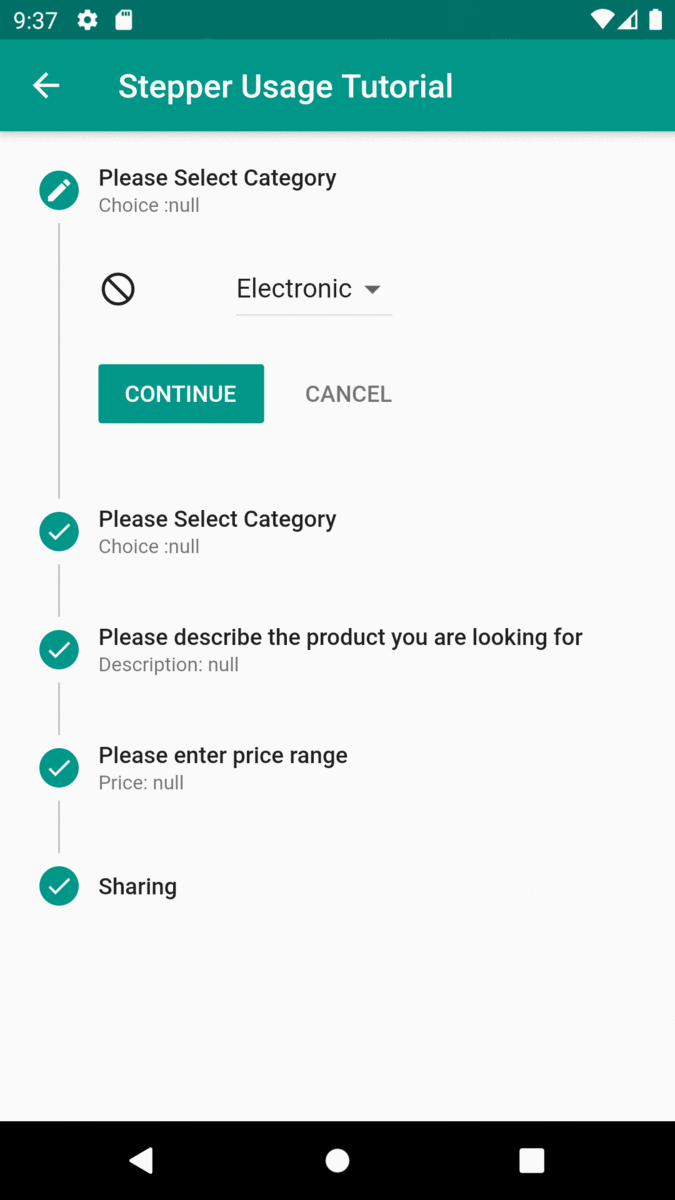 9:37
Stepper Usage Tutorial
Please Select Category
Choice :null
Electronic
CONTINUE CANCEL
Please Select Category
Choice :null
Please describe the product you are looking for
Description: null
Please enter price range
Price: null
Sharing